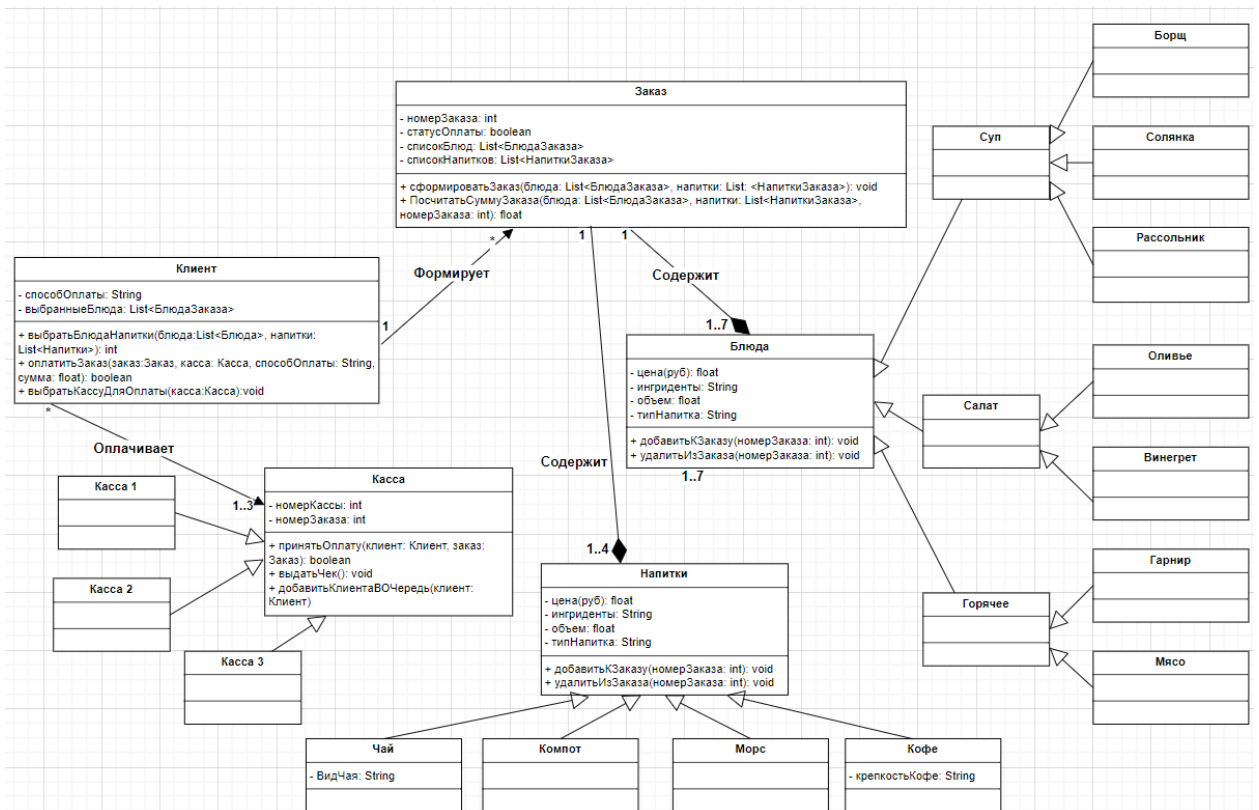 Борщ
Заказ
- номерЗаказа: int
- статусОплаты: boolean
- списокБлюд: List<БлюдаЗаказа>
- списокНапитков: List<НапиткиЗаказа>
+ сформироватьЗаказ(блюда: List<БлюдаЗаказа>, напитки: List: <НапиткиЗаказа>): void
+ ПосчитатьСуммуЗаказа(блюда: List<БлюдаЗаказа>, напитки: List<НапиткиЗаказа>,
номерЗаказа: int): float
Суп
Солянка
Рассольник
*
1
1
Формирует
Содержит
Клиент
- способОплаты: String
- выбранныеБлюда: List<БлюдаЗаказа>
+ выбратьБлюдаНапитки(блюда:List<Блюда>, напитки:
List<Напитки>): int
+ оплатитьЗаказ(заказ:Заказ, касса: Касса, способОплаты: String,
сумма: float): boolean
+ выбратьКассуДляОплаты(касса:Касса):void
1
*
1..7
Блюда
- цена(руб): float
- ингриденты: String
- объем: float
- типНапитка: String
+ добавитьКЗаказу(номерЗаказа: int): void
+ удалитьИзЗаказа(номерЗаказа: int): void
1..7
Оливье
Салат
Винегрет
Оплачивает
Содержит
Касса 1
1..3
Касса
- номерКассы: int
- номерЗаказа: int
+ принятьОплату(клиент: Клиент, заказ:
Заказ): boolean
+ выдатьЧек(): void
+ добавитьКлиентаВОЧередь(клиент:
Клиент)
Касса 2
Касса 3
1..4
Напитки
- цена(руб): float
- ингриденты: String
- объем: float
- типНапитка: String
+ добавитьКЗаказу(номерЗаказа: int): void
+ удалитьИзЗаказа(номерЗаказа: int): void
Гарнир
Горячее
Мясо
Чай
- ВидЧая: String
Компот
Морс
Кофе
- крепкостьКофе: String